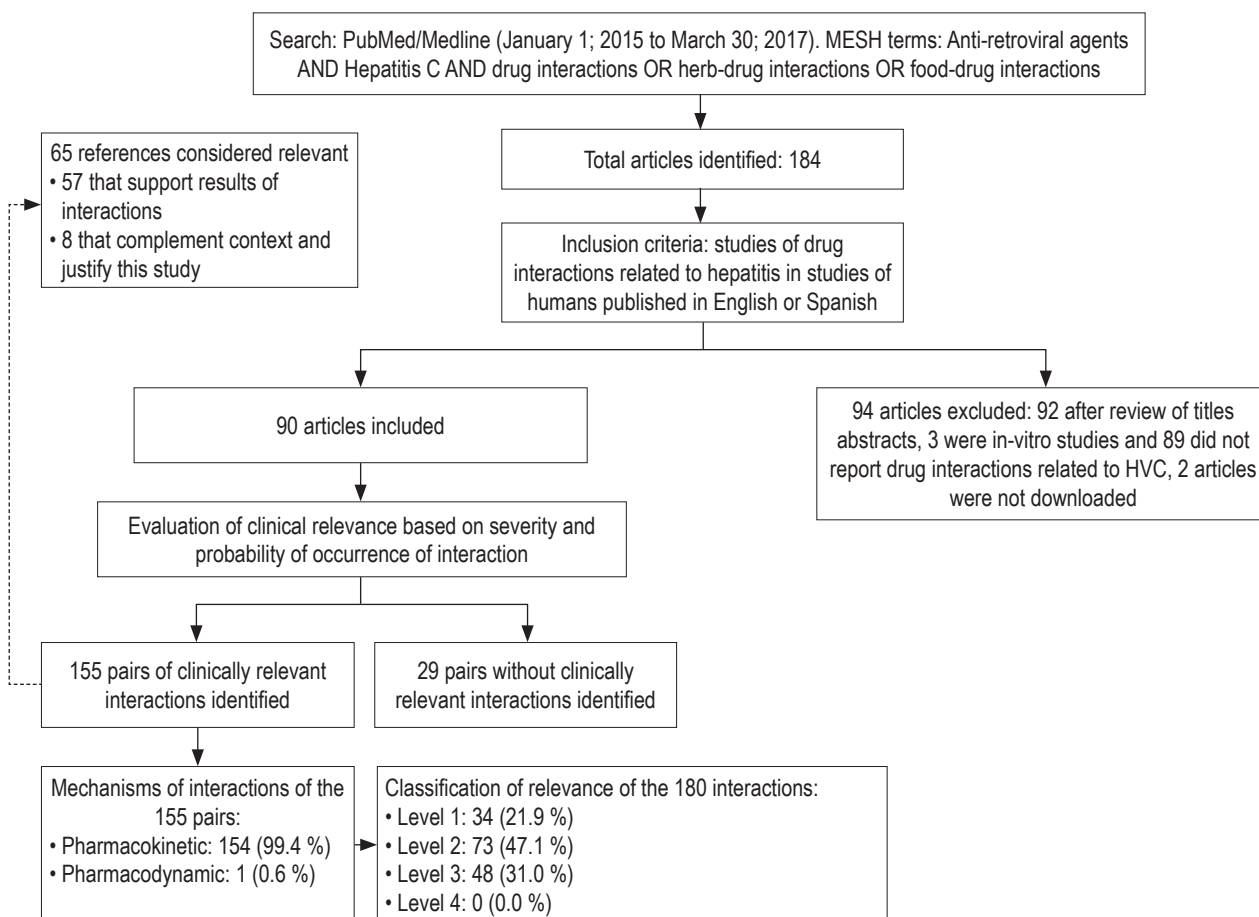 Search: PubMed/Medline (January 1; 2015 to March 30; 2017). MESH terms: Anti-retroviral agents
AND Hepatitis C AND drug interactions OR herb-drug interactions OR food-drug interactions
65 references considered relevant
• 57 that support results of
interactions
• 8 that complement context and
justify this study
Total articles identified: 184
Inclusion criteria: studies of drug
interactions related to hepatitis in studies of
humans published in English or Spanish
90 articles included
94 articles excluded: 92 after review of titles
abstracts, 3 were in-vitro studies and 89 did not
report drug interactions related to HVC, 2 articles
were not downloaded
Evaluation of clinical relevance based on severity and
probability of occurrence of interaction
155 pairs of clinically relevant
interactions identified
29 pairs without clinically
relevant interactions identified
Mechanisms of interactions of the
155 pairs:
• Pharmacokinetic: 154 (99.4 %)
• Pharmacodynamic: 1 (0.6 %)
Classification of relevance of the 180 interactions:
• Level 1: 34 (21.9 %)
• Level 2: 73 (47.1 %)
• Level 3: 48 (31.0 %)
• Level 4: 0 (0.0 %)